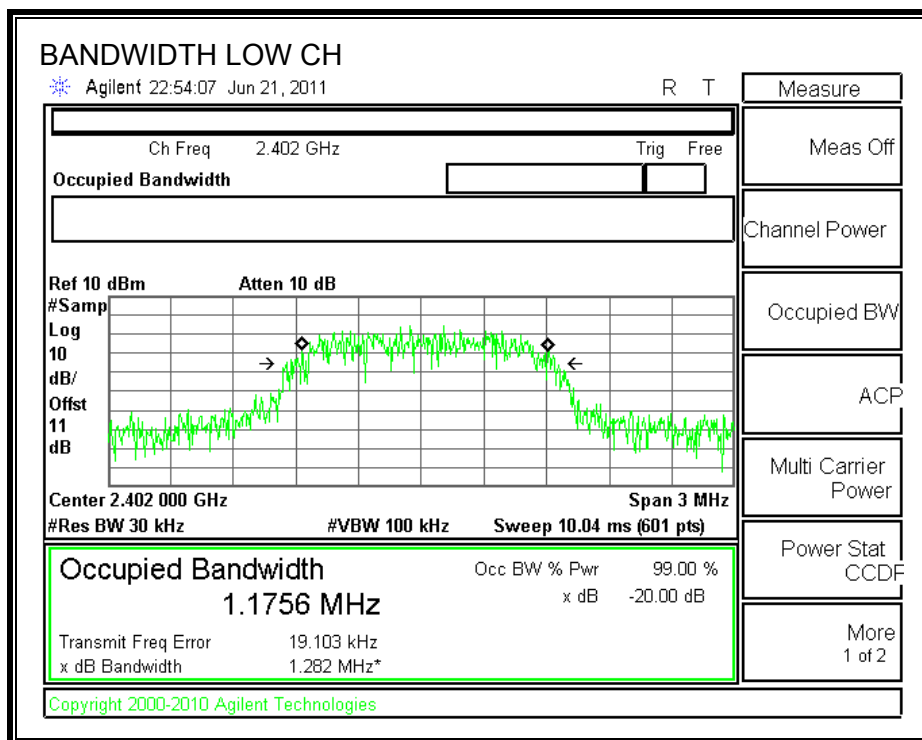 BANDWIDTH LOW CH
Agilent 22:54:07 Jun 21, 2011 R T
Measure
Ch Freq 2.402 GHz Trig Free
Meas Off
Occupied Bandwidth
Channel Power
Ref 10 dBm Atten 10 dB
#Samp
Log
10
dB/
Offst
11
dB
Occupied BW
ACP
Multi Carrier
Power
Center 2.402 000 GHz Span 3 MHz
#Res BW 30 kHz #VBW 100 kHz Sweep 10.04 ms (601 pts)
Power Stat
CCDF
Occupied Bandwidth Occ BW % Pwr 99.00 %
1.1756 MHz x dB -20.00 dB
Transmit Freq Error 19.103 kHz
x dB Bandwidth 1.282 MHz*
More
1 of 2
Copyright 2000-2010 Agilent Technologies